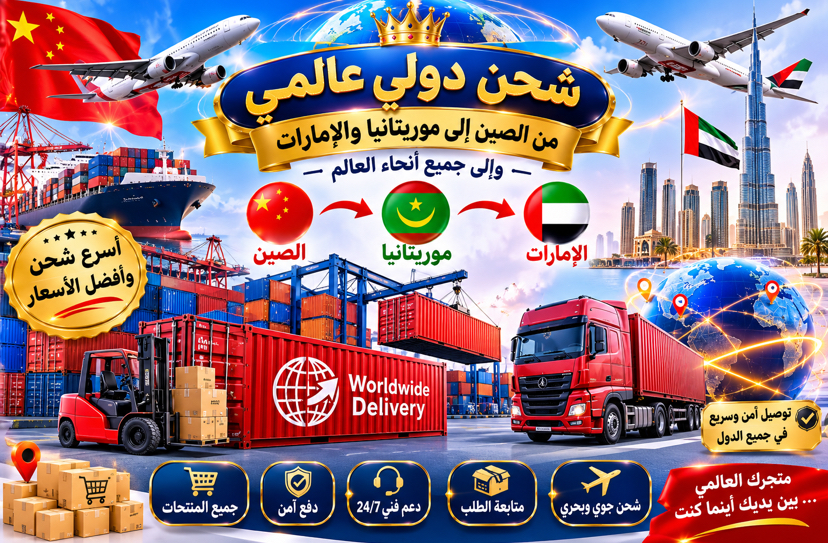 شحن دولي عالمي
من الصين إلى موريتانيا والإمارات
وإلى جميع أنحاء العالم
الصين
موريتانيا
الإمارات
أسرع شحن
وأفضل الأسعار
Worldwide
Delivery
توصيل آمن وسريع
في جميع الدول
جميع المنتجات
دفع آمن
دعم فني 24/7
متابعة الطلب
شحن جوي وبحري
متجرك العالمي
بين يديك أينما كنت ...